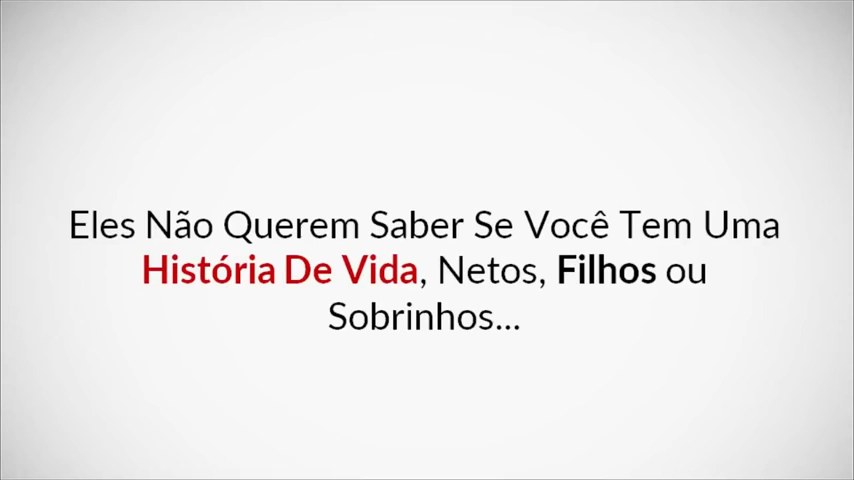 Eles Não Querem Saber Se Você Tem Uma
História De Vida, Netos, Filhos ou
Sobrinhos...